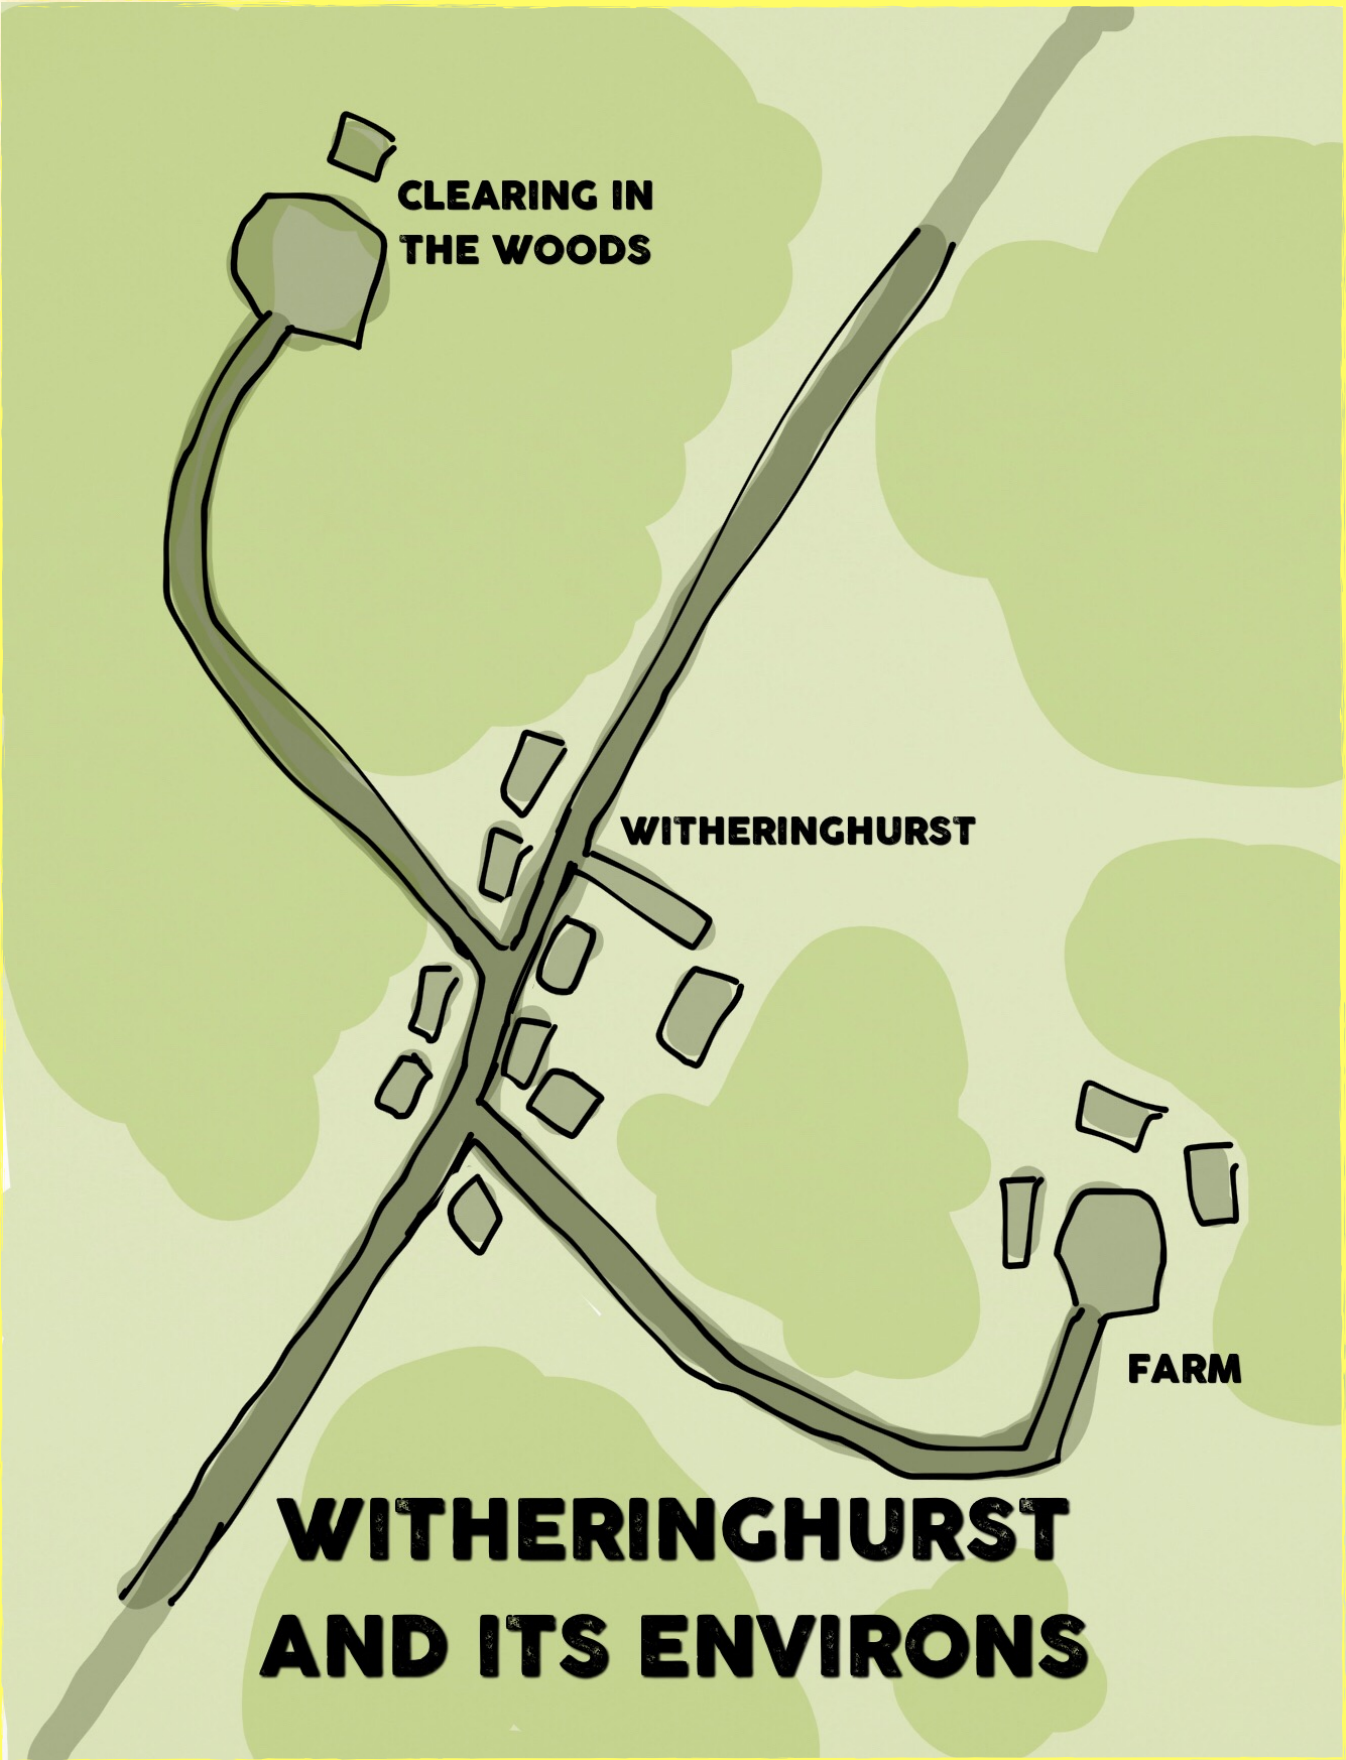 CLEARING IN
THE WOODS
WITHERINGHURST
FARM
WITHERINGHURST
AND ITS ENVIRONS